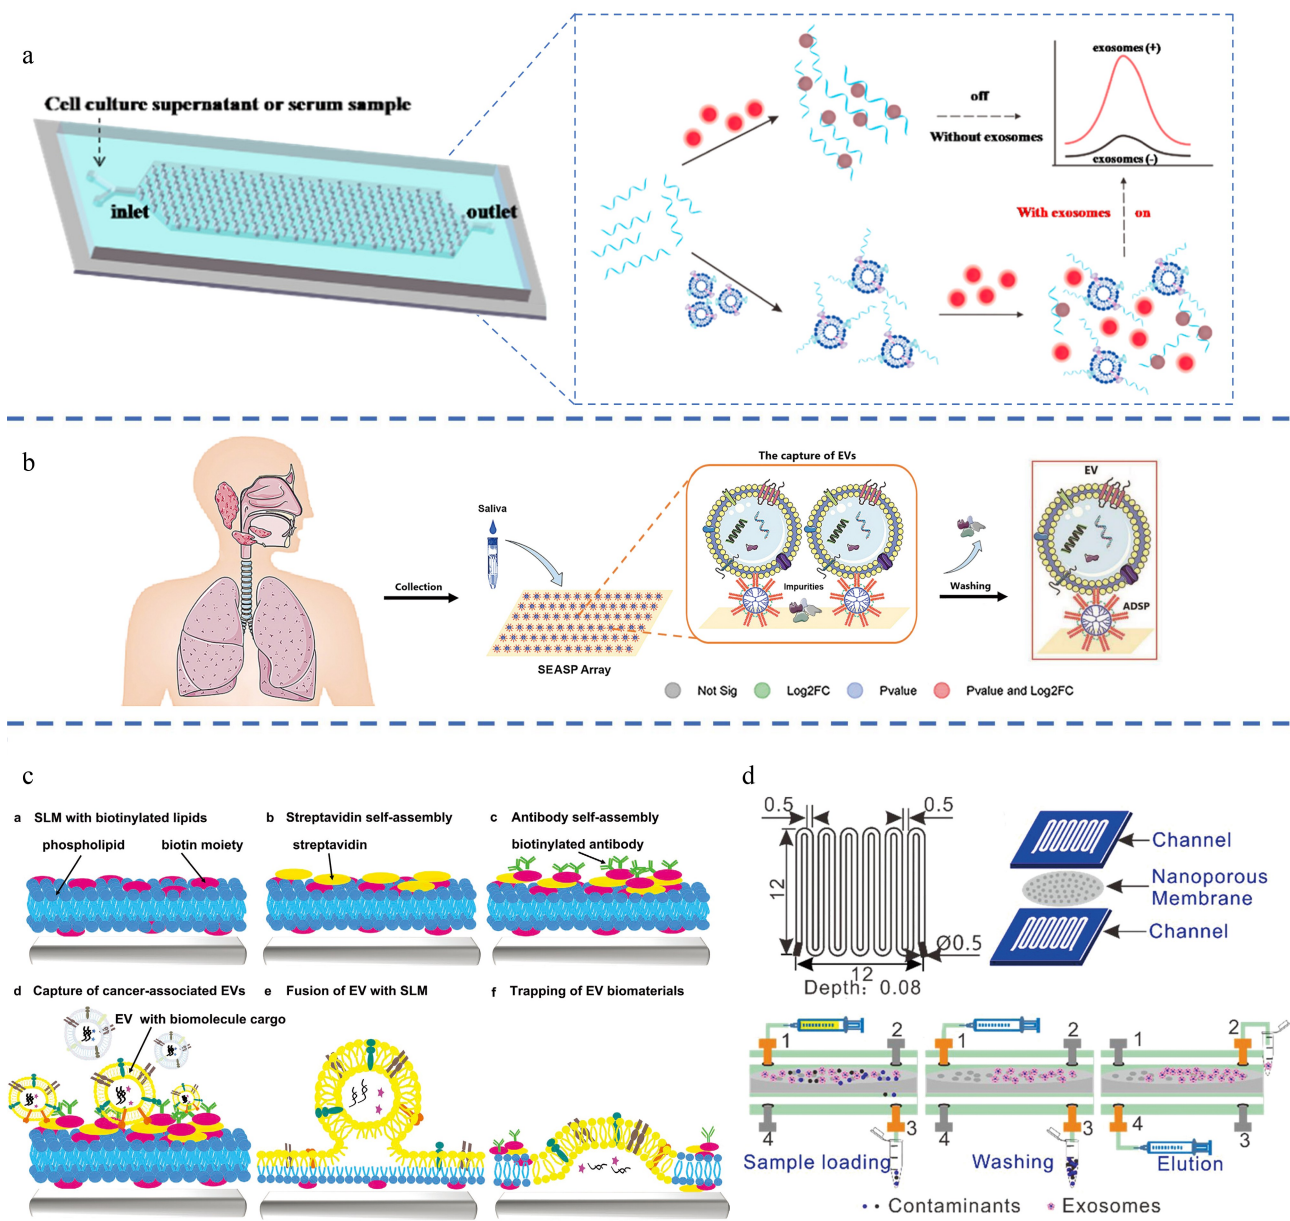 a
Cell culture supernatant or serum sample
inlet
outlet
off
Without exosomes
exosomes (+)
exosomes (-)
With exosomes
on
b
Saliva
Collection
SEASP Array
The capture of EVs
Impurities
Washing
EV
ADSP
Not Sig
Log2FC
Pvalue
Pvalue and Log2FC
c
a SLM with biotinylated lipids
phospholipid
biotin moiety
b Streptavidin self-assembly
streptavidin
c Antibody self-assembly
biotinylated antibody
d Capture of cancer-associated EVs
EV with biomolecule cargo
e Fusion of EV with SLM
f Trapping of EV biomaterials
d
0.5
0.5
12
Ø0.5
12
Depth: 0.08
Channel
Nanoporous
Membrane
Channel
1
2
3
4
Sample loading
1
2
3
4
Washing
1
2
3
4
Elution
Contaminants
Exosomes